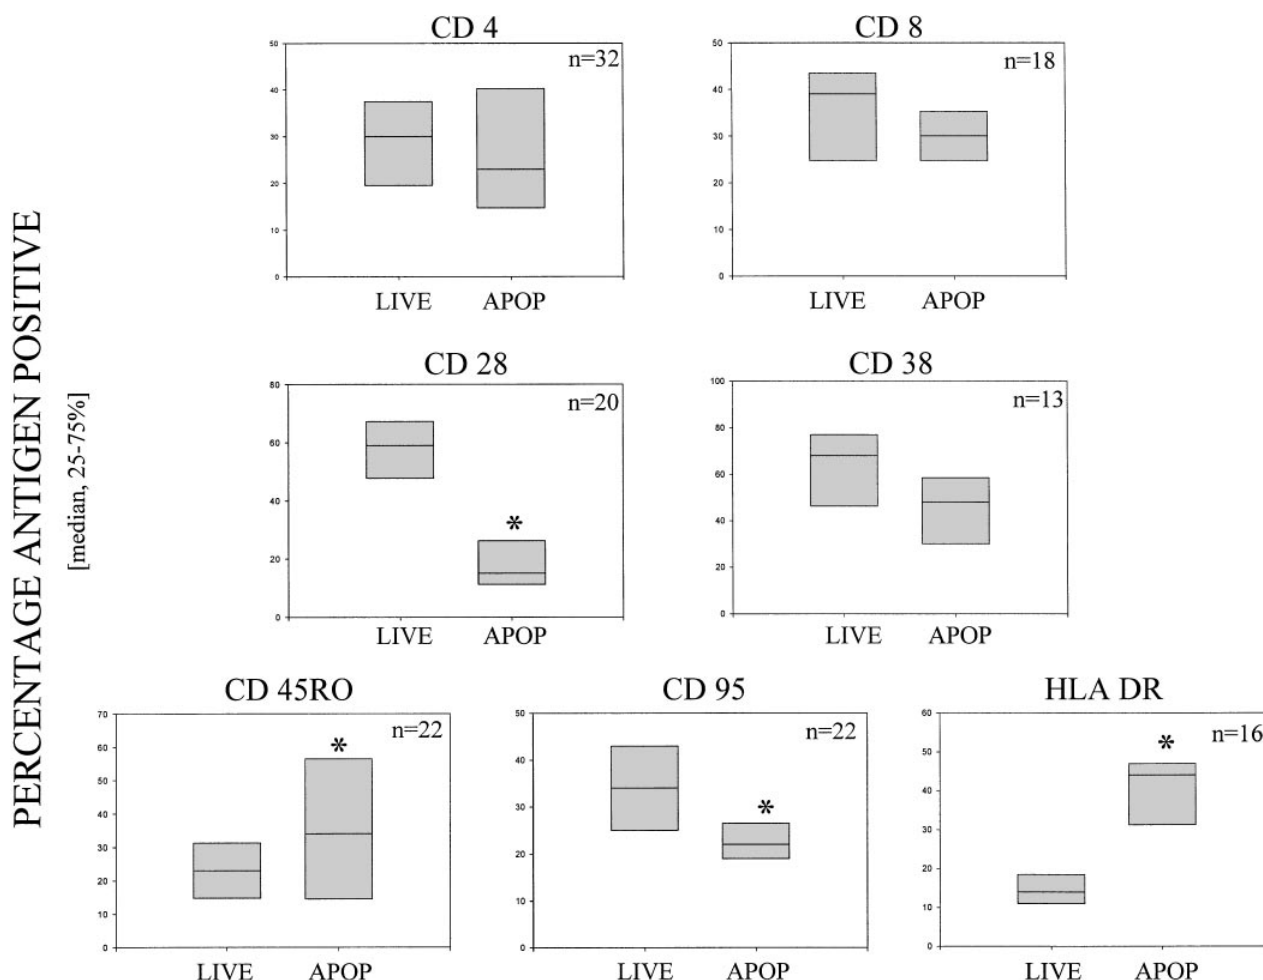 PERCENTAGE ANTIGEN POSITIVE
[median, 25-75%]
CD 4
n=32
50
40
30
20
10
0
LIVE APOP
CD 8
n=18
50
40
30
20
10
0
LIVE APOP
CD 28
n=20
80
60
40
20
0
*
LIVE APOP
CD 38
n=13
100
80
60
40
20
0
LIVE APOP
CD 45RO
n=22
70
60
50
40
30
20
10
0
*
LIVE APOP
CD 95
n=22
50
40
30
20
10
0
*
LIVE APOP
HLA DR
n=16
60
50
40
30
20
10
0
*
LIVE APOP